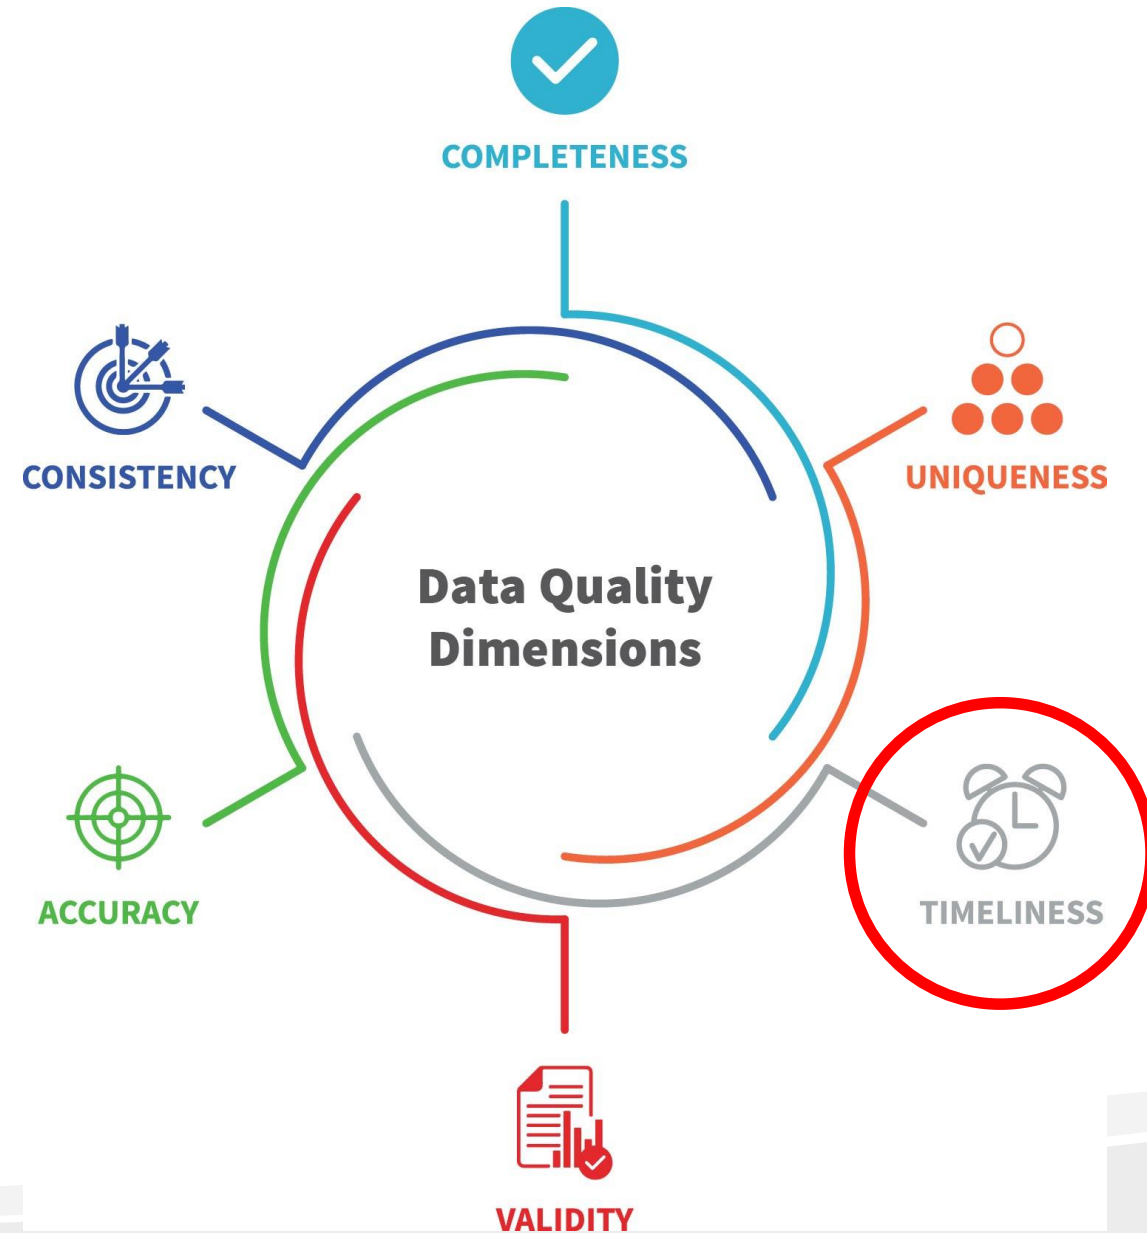 COMPLETENESS
CONSISTENCY
UNIQUENESS
Data Quality
Dimensions
ACCURACY
TIMELINESS
VALIDITY